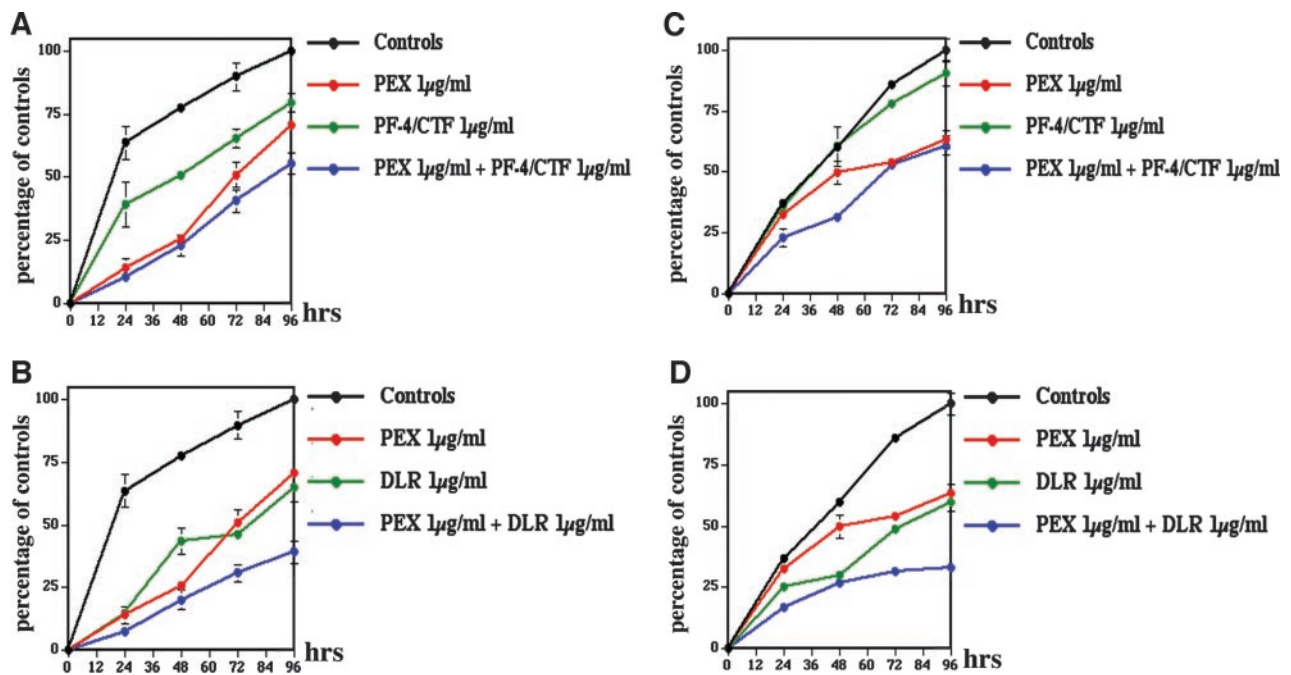 A
percentage of controls
100
75
50
25
0
0 12 24 36 48 60 72 84 96 hrs
Controls
PEX 1µg/ml
PF-4/CTF 1µg/ml
PEX 1µg/ml + PF-4/CTF 1µg/ml
C
percentage of controls
100
75
50
25
0
0 12 24 36 48 60 72 84 96 hrs
Controls
PEX 1µg/ml
PF-4/CTF 1µg/ml
PEX 1µg/ml + PF-4/CTF 1µg/ml
B
percentage of controls
100
75
50
25
0
0 12 24 36 48 60 72 84 96 hrs
Controls
PEX 1µg/ml
DLR 1µg/ml
PEX 1µg/ml + DLR 1µg/ml
D
percentage of controls
100
75
50
25
0
0 12 24 36 48 60 72 84 96 hrs
Controls
PEX 1µg/ml
DLR 1µg/ml
PEX 1µg/ml + DLR 1µg/ml